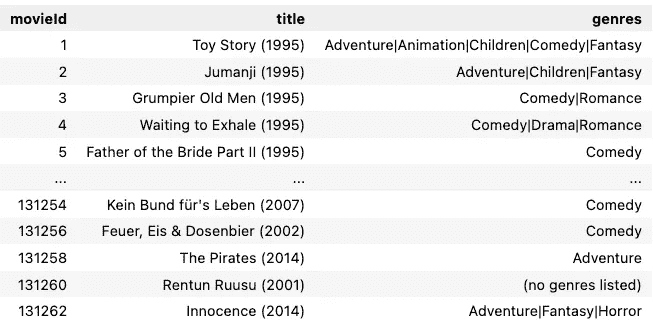 movieId title genres
1 Toy Story (1995) Adventure|Animation|Children|Comedy|Fantasy
2 Jumanji (1995) Adventure|Children|Fantasy
3 Grumpier Old Men (1995) Comedy|Romance
4 Waiting to Exhale (1995) Comedy|Drama|Romance
5 Father of the Bride Part II (1995) Comedy
... ... ...
131254 Kein Bund für's Leben (2007) Comedy
131256 Feuer, Eis & Dosenbier (2002) Comedy
131258 The Pirates (2014) Adventure
131260 Rentun Ruusu (2001) (no genres listed)
131262 Innocence (2014) Adventure|Fantasy|Horror